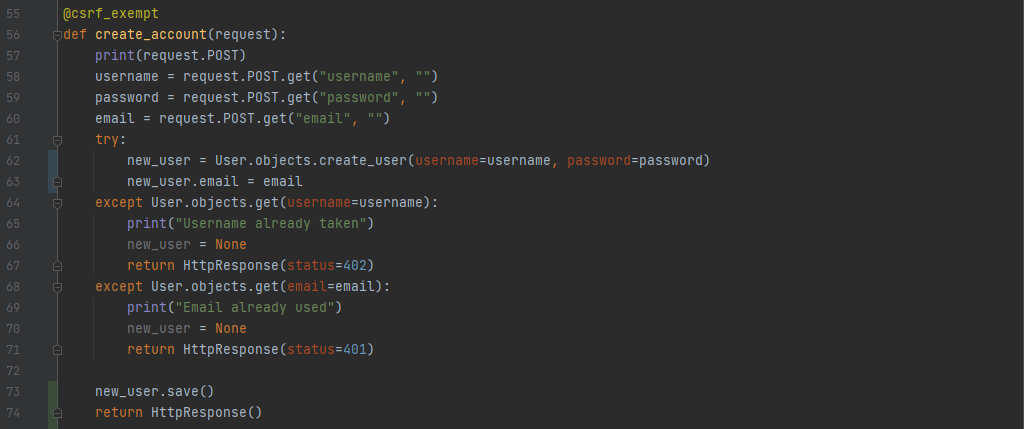 55 @csrf_exempt
56 def create_account(request):
57     print(request.POST)
58     username = request.POST.get("username", "")
59     password = request.POST.get("password", "")
60     email = request.POST.get("email", "")
61     try:
62         new_user = User.objects.create_user(username=username, password=password)
63         new_user.email = email
64     except User.objects.get(username=username):
65         print("Username already taken")
66         new_user = None
67         return HttpResponse(status=402)
68     except User.objects.get(email=email):
69         print("Email already used")
70         new_user = None
71         return HttpResponse(status=401)
72
73     new_user.save()
74     return HttpResponse()